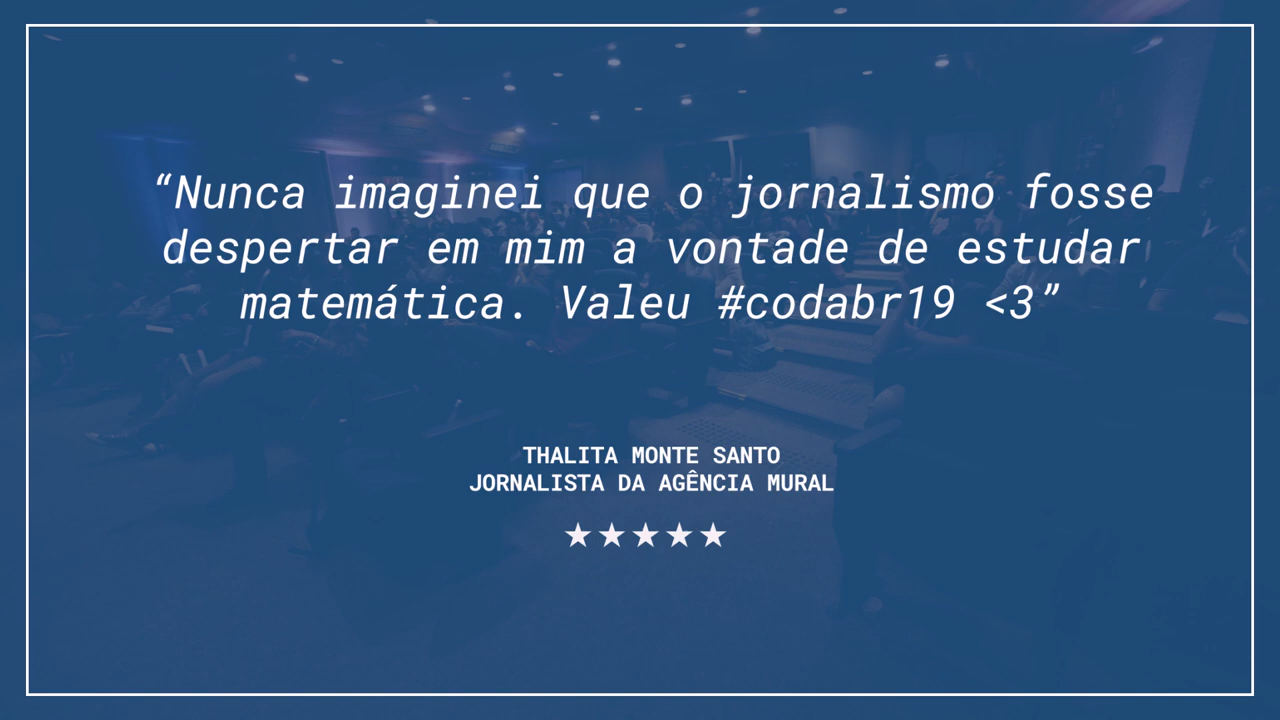 “Nunca imaginei que o jornalismo fosse
despertar em mim a vontade de estudar
matemática. Valeu #codabr19 <3”
THALITA MONTE SANTO
JORNALISTA DA AGÊNCIA MURAL
★★★★★